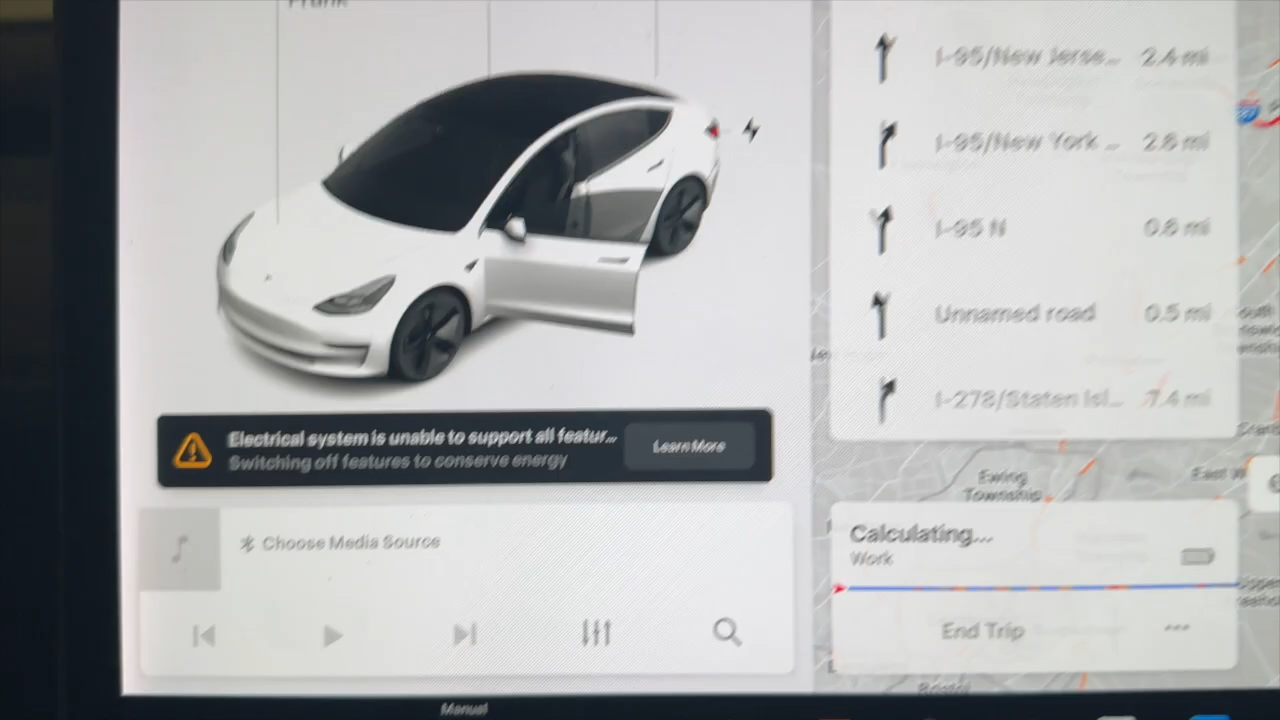 Frunk
Electrical system is unable to support all featur...
Switching off features to conserve energy
Learn More
Choose Media Source
Manual
I-95/New Jerse... 2.4 mi
I-95/New York ... 2.8 mi
I-95 N 0.6 mi
Unnamed road 0.5 mi
I-278/Staten Isl... 7.4 mi
Ewing
Township
Calculating...
Work
End Trip
Bristol